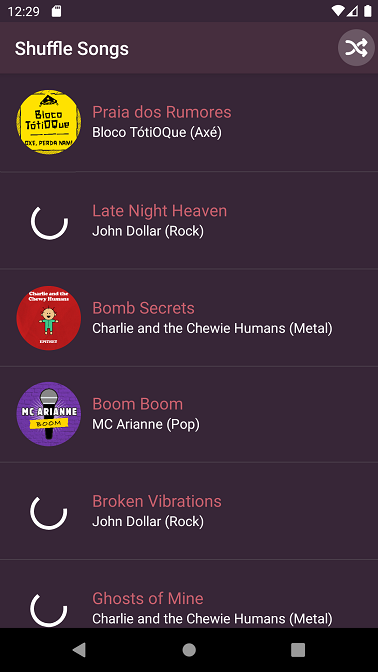 12:29
Shuffle Songs
Bloco
TótiOQue
OXE, PERDA NAM!
Praia dos Rumores
Bloco TótiOQue (Axé)
Late Night Heaven
John Dollar (Rock)
Charlie and the
Chewy Humans
Bomb Secrets
Charlie and the Chewie Humans (Metal)
MC ARIANNE
BOOM
Boom Boom
MC Arianne (Pop)
Broken Vibrations
John Dollar (Rock)
Ghosts of Mine
Charlie and the Chewie Humans (Metal)